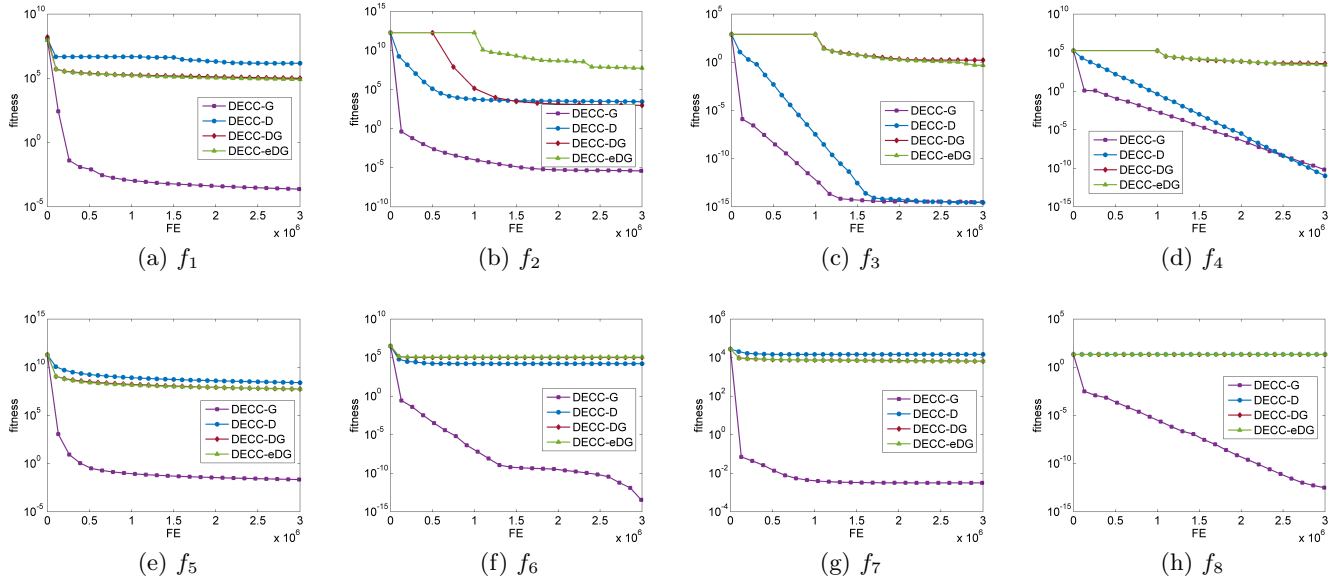 10^10
10^5
10^0
10^-5
fitness
0 0.5 1 1.5 2 2.5 3
FE
x 10^6
DECC-G
DECC-D
DECC-DG
DECC-eDG
(a) f1
10^15
10^10
10^5
10^0
10^-5
10^-10
fitness
0 0.5 1 1.5 2 2.5 3
FE
x 10^6
DECC-G
DECC-D
DECC-DG
DECC-eDG
(b) f2
10^5
10^0
10^-5
10^-10
10^-15
fitness
0 0.5 1 1.5 2 2.5 3
FE
x 10^6
DECC-G
DECC-D
DECC-DG
DECC-eDG
(c) f3
10^10
10^5
10^0
10^-5
10^-10
10^-15
fitness
0 0.5 1 1.5 2 2.5 3
FE
x 10^6
DECC-G
DECC-D
DECC-DG
DECC-eDG
(d) f4
10^15
10^10
10^5
10^0
10^-5
fitness
0 0.5 1 1.5 2 2.5 3
FE
x 10^6
DECC-G
DECC-D
DECC-DG
DECC-eDG
(e) f5
10^10
10^5
10^0
10^-5
10^-10
10^-15
fitness
0 0.5 1 1.5 2 2.5 3
FE
x 10^6
DECC-G
DECC-D
DECC-DG
DECC-eDG
(f) f6
10^6
10^4
10^2
10^0
10^-2
10^-4
fitness
0 0.5 1 1.5 2 2.5 3
FE
x 10^6
DECC-G
DECC-D
DECC-DG
DECC-eDG
(g) f7
10^5
10^0
10^-5
10^-10
10^-15
fitness
0 0.5 1 1.5 2 2.5 3
FE
x 10^6
DECC-G
DECC-D
DECC-DG
DECC-eDG
(h) f8